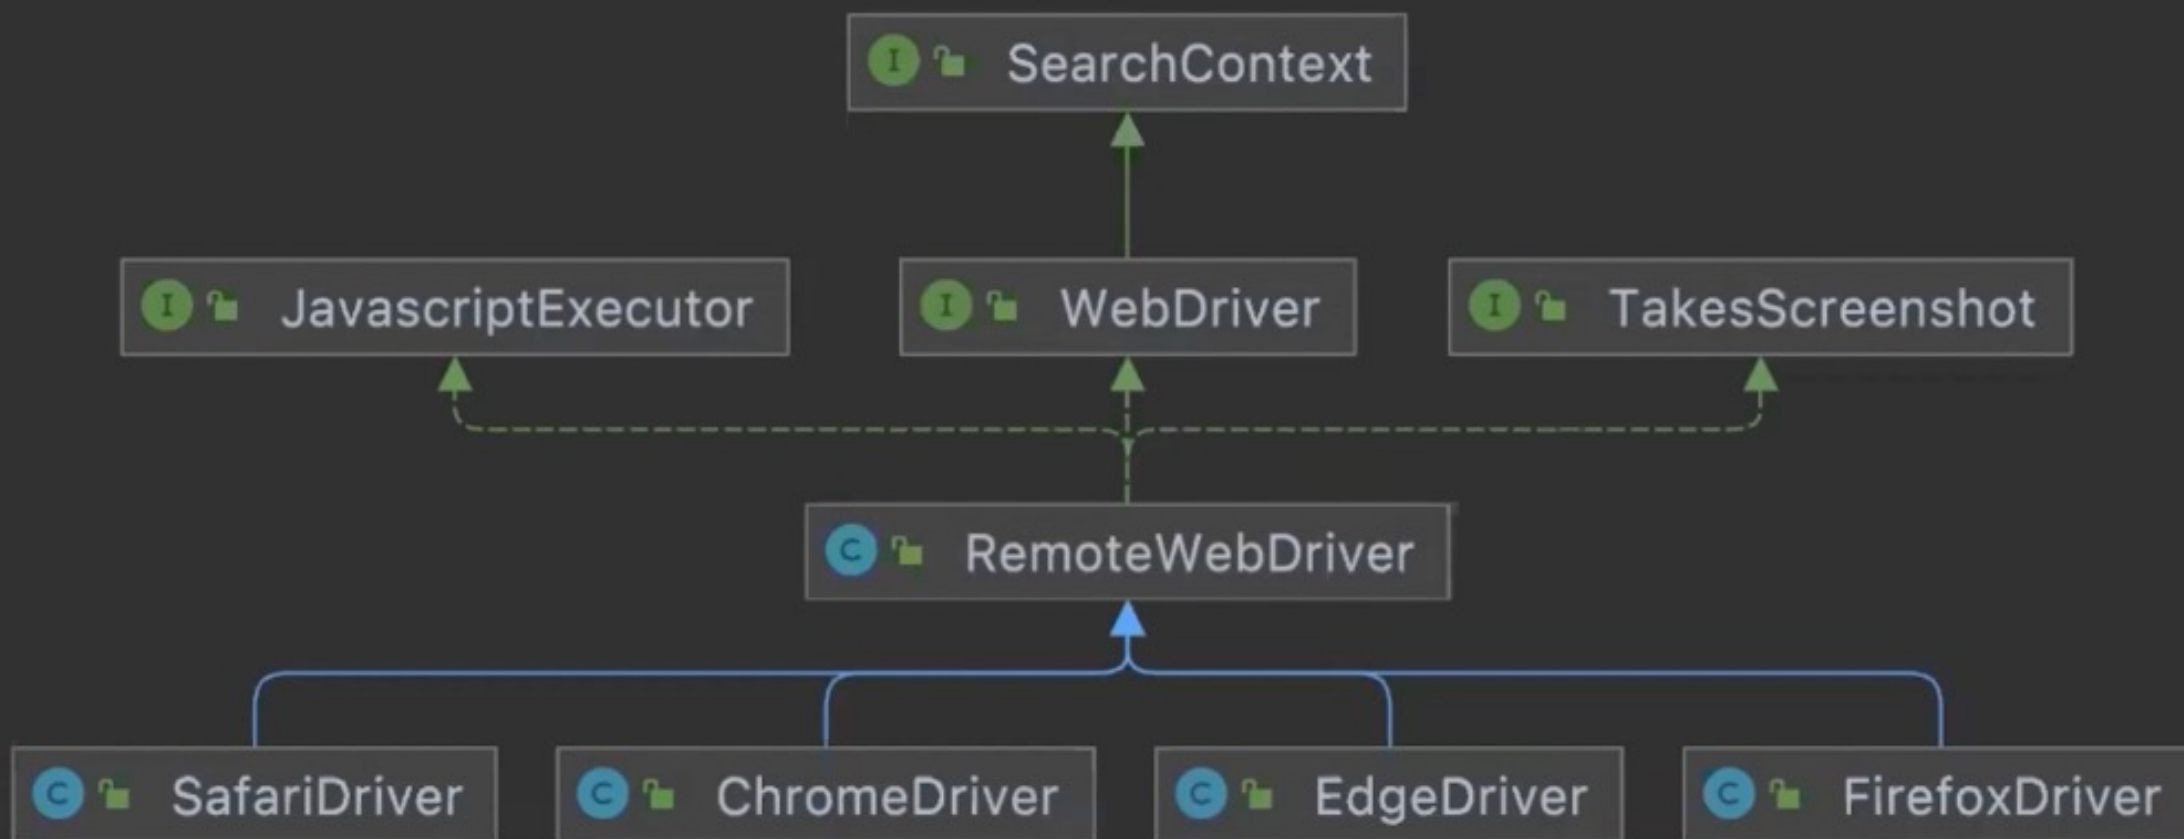 I SearchContext
I JavascriptExecutor
I WebDriver
I TakesScreenshot
C RemoteWebDriver
C SafariDriver
C ChromeDriver
C EdgeDriver
C FirefoxDriver